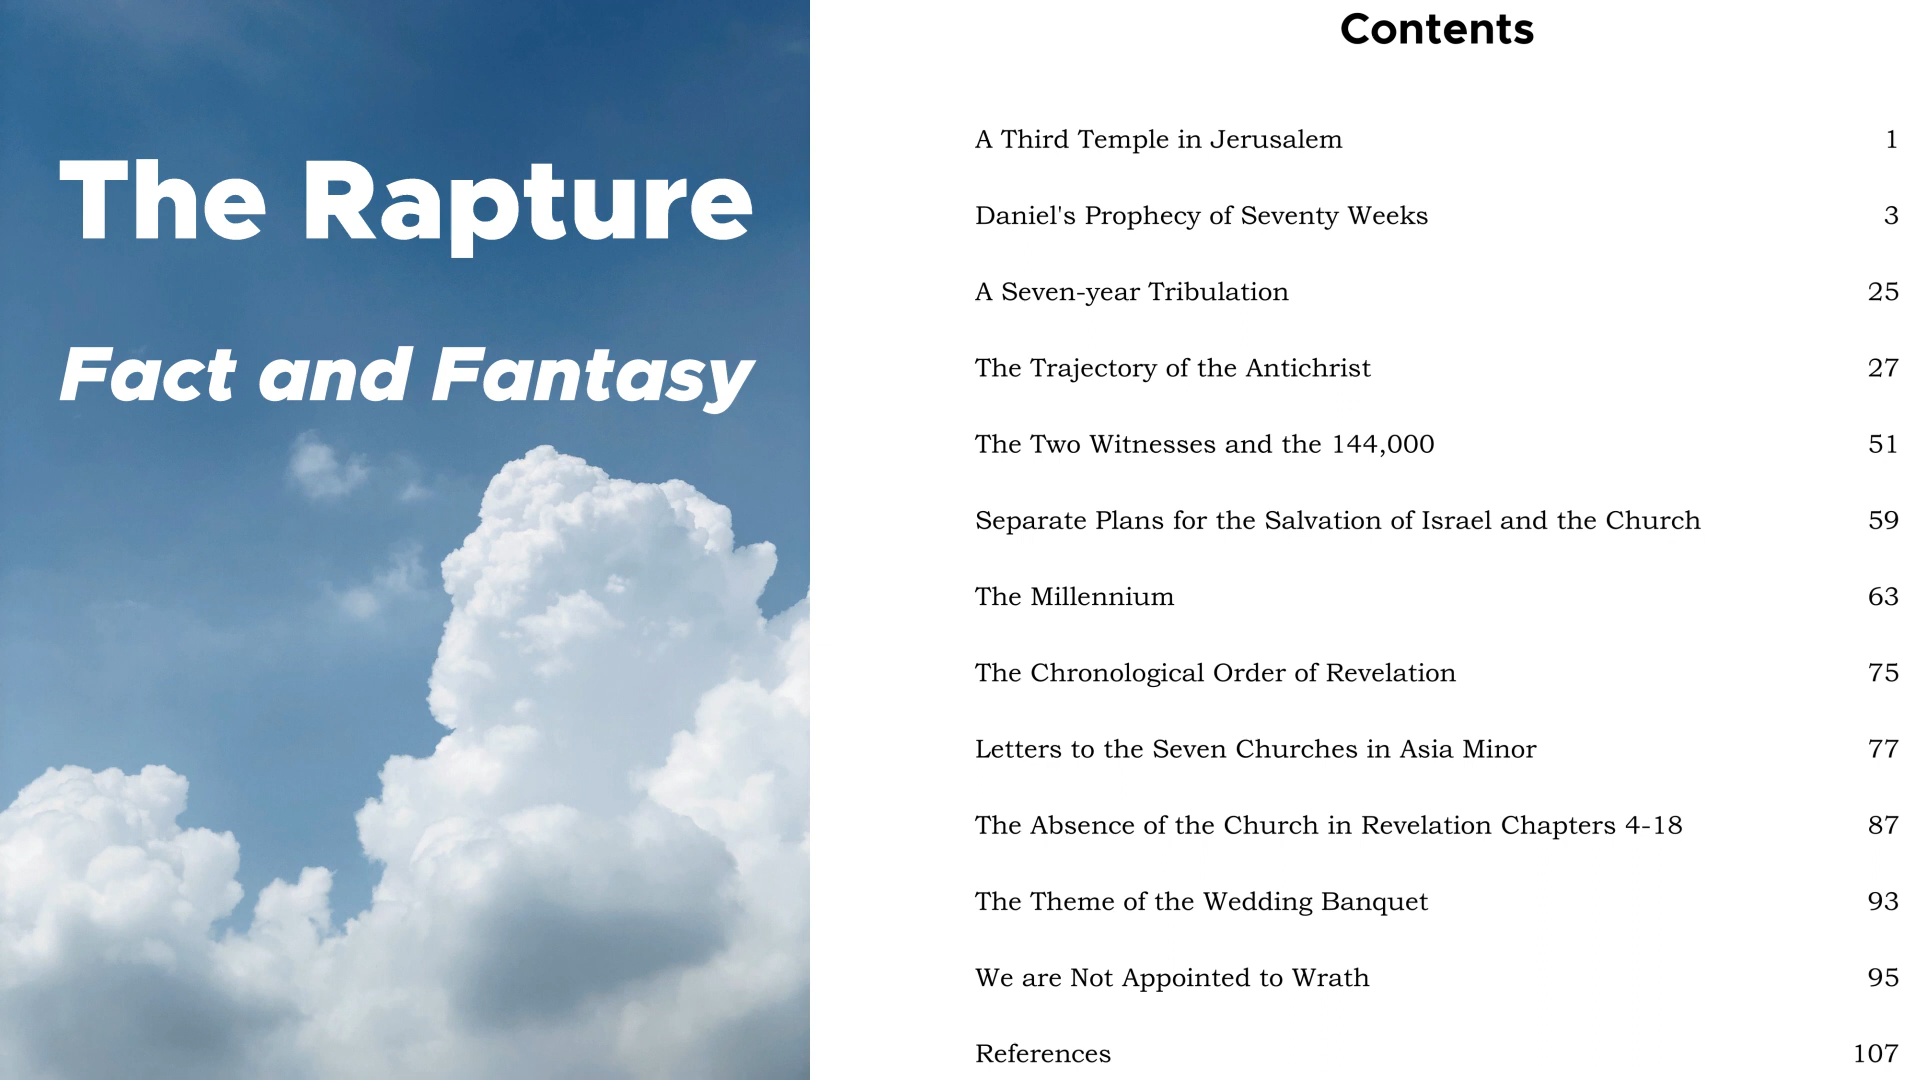 The Rapture
Fact and Fantasy
Contents
A Third Temple in Jerusalem 1
Daniel's Prophecy of Seventy Weeks 3
A Seven-year Tribulation 25
The Trajectory of the Antichrist 27
The Two Witnesses and the 144,000 51
Separate Plans for the Salvation of Israel and the Church 59
The Millennium 63
The Chronological Order of Revelation 75
Letters to the Seven Churches in Asia Minor 77
The Absence of the Church in Revelation Chapters 4-18 87
The Theme of the Wedding Banquet 93
We are Not Appointed to Wrath 95
References 107